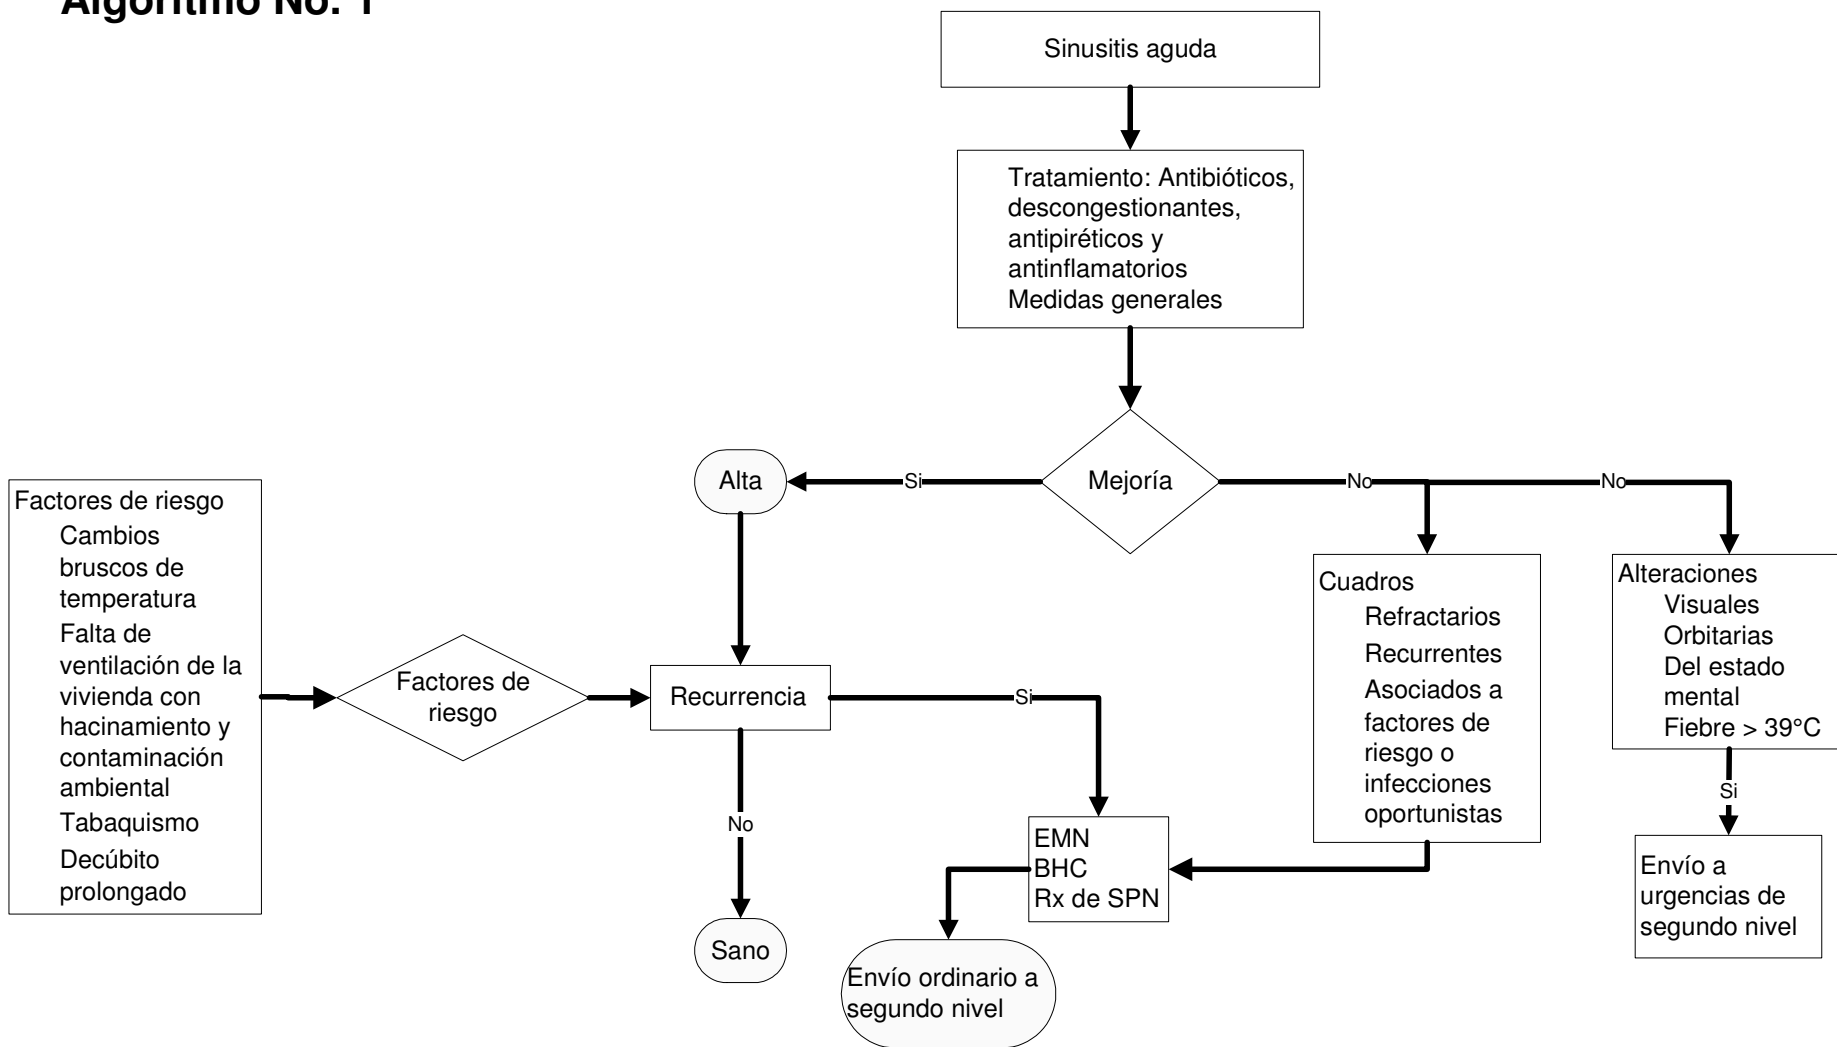 Algoritmo No. 1
Sinusitis aguda
Tratamiento: Antibióticos,
descongestionantes,
antipiréticos y
antinflamatorios
Medidas generales
Mejoría
Si
Alta
No
No
Factores de riesgo
Cambios
bruscos de
temperatura
Falta de
ventilación de la
vivienda con
hacinamiento y
contaminación
ambiental
Tabaquismo
Decúbito
prolongado
Factores de
riesgo
Recurrencia
Si
No
Sano
Cuadros
Refractarios
Recurrentes
Asociados a
factores de
riesgo o
infecciones
oportunistas
Alteraciones
Visuales
Orbitarias
Del estado
mental
Fiebre > 39°C
Si
EMN
BHC
Rx de SPN
Envío ordinario a
segundo nivel
Envío a
urgencias de
segundo nivel